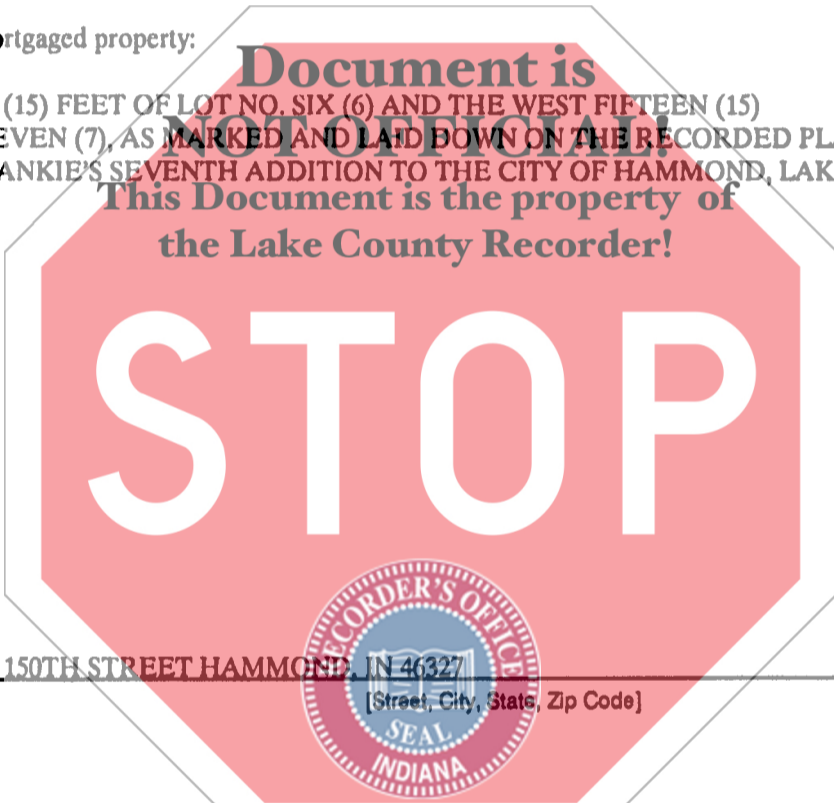 rtgaged property:
Document is
(15) FEET OF LOT NO. SIX (6) AND THE WEST FIFTEEN (15)
NOT OFFICIAL!
EVEN (7), AS MARKED AND LAID DOWN ON THE RECORDED PL
ANKIE'S SEVENTH ADDITION TO THE CITY OF HAMMOND, LAK
This Document is the property of
the Lake County Recorder!
STOP
RECORDER'S OFFICE
150TH STREET HAMMOND, IN 46327
[Street, City, State, Zip Code]
SEAL
INDIANA